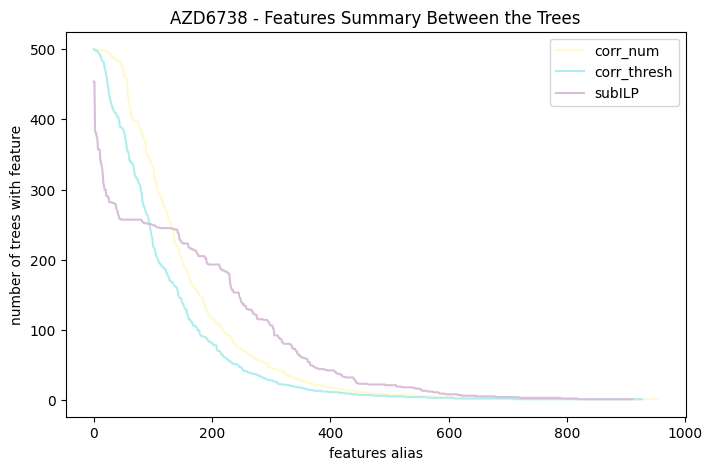 AZD6738 - Features Summary Between the Trees
500
400
300
200
100
0
number of trees with feature
corr_num
corr_thresh
subILP
0 200 400 600 800 1000
features alias